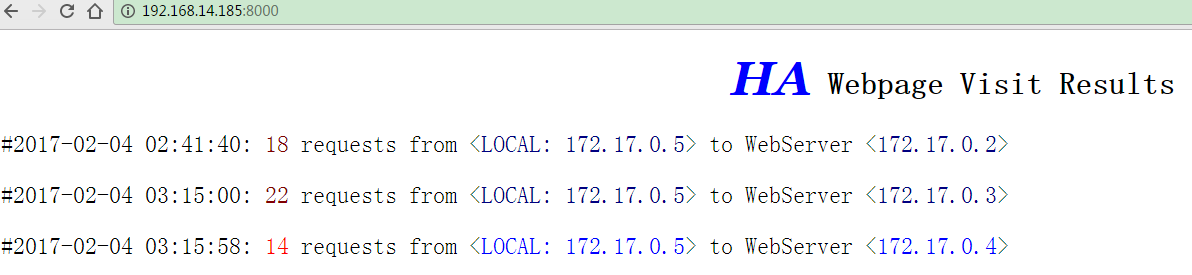 192.168.14.185:8000
HA Webpage Visit Results
#2017-02-04 02:41:40: 18 requests from <LOCAL: 172.17.0.5> to WebServer <172.17.0.2>
#2017-02-04 03:15:00: 22 requests from <LOCAL: 172.17.0.5> to WebServer <172.17.0.3>
#2017-02-04 03:15:58: 14 requests from <LOCAL: 172.17.0.5> to WebServer <172.17.0.4>